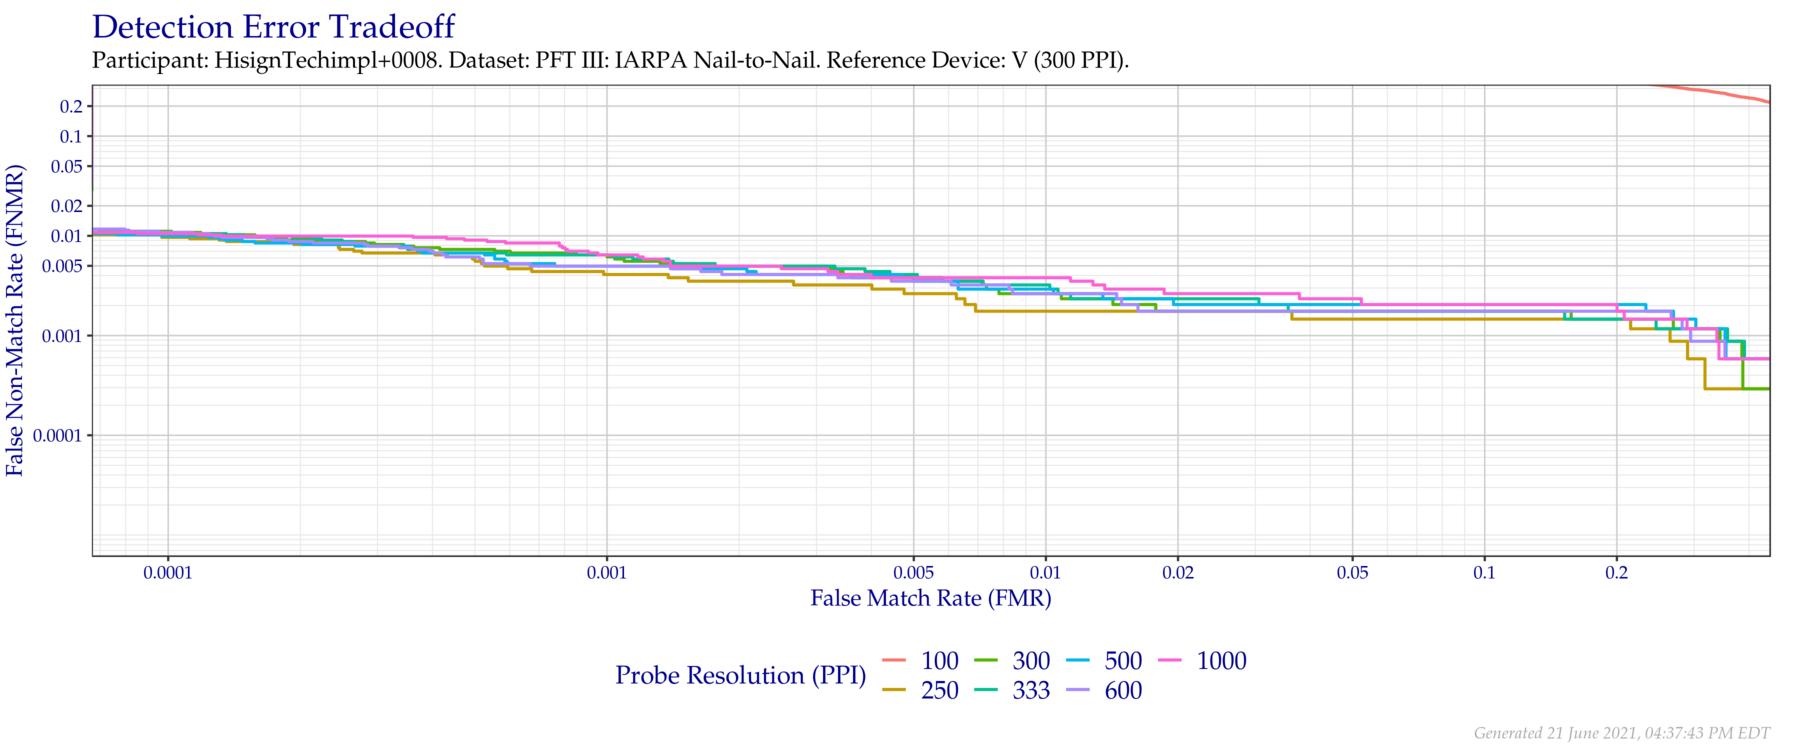 Detection Error Tradeoff
Participant: HisignTechimpl+0008. Dataset: PFT III: IARPA Nail-to-Nail. Reference Device: V (300 PPI).
False Non-Match Rate (FNMR)
0.2
0.1
0.05
0.02
0.01
0.005
0.001
0.0001
0.0001 0.001 0.005 0.01 0.02 0.05 0.1 0.2
False Match Rate (FMR)
Probe Resolution (PPI)
100 300 500 1000
250 333 600
Generated 21 June 2021, 04:37:43 PM EDT